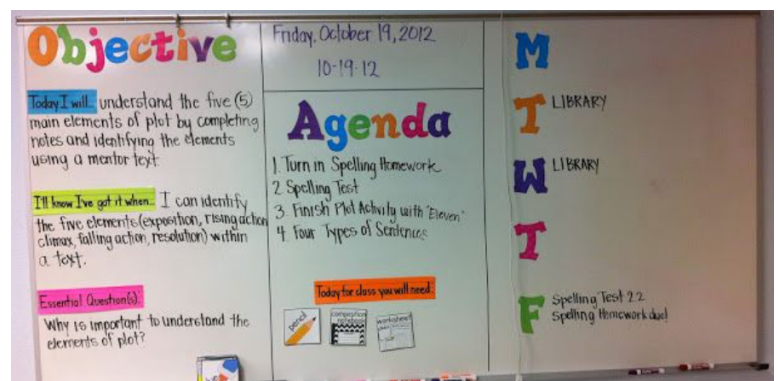 Objective
Today I will... understand the five (5)
main elements of plot by completing
notes and identifying the elements
using a mentor text
I'll know I've got it when... I can identify
the five elements (exposition, rising action
climax, falling action, resolution) within
a text.
Essential Question(s):
Why is important to understand the
elements of plot?
Friday, October 19, 2012
10-19-12
Agenda
1. Turn in Spelling Homework
2. Spelling Test
3. Finish Plot Activity with "Eleven"
4. Four Types of Sentences
Today for class you will need:
pencil
composition
notebook
worksheet
M
T LIBRARY
W LIBRARY
T
F Spelling Test 2.2
Spelling Homework due!